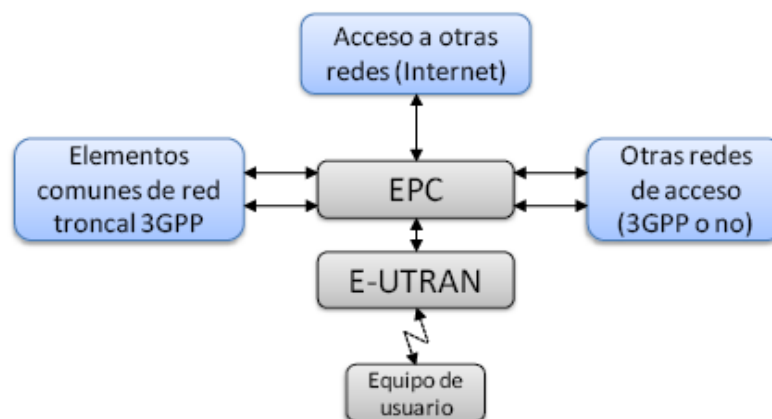 Acceso a otras
redes (Internet)
Elementos
comunes de red
troncal 3GPP
EPC
Otras redes
de acceso
(3GPP o no)
E-UTRAN
Equipo de
usuario